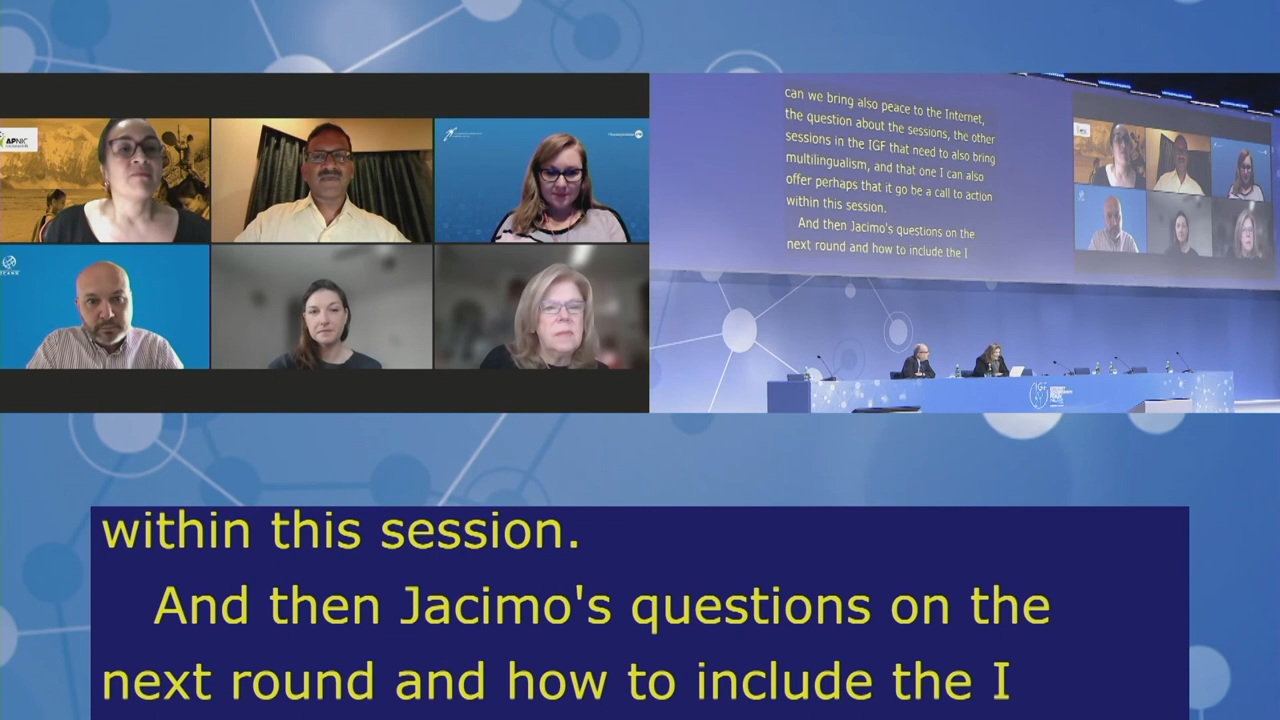 APNIC
ICANN
can we bring also peace to the Internet,
the question about the sessions, the other
sessions in the IGF that need to also bring
multilingualism, and that one I can also
offer perhaps that it go be a call to action
within this session.
And then Jacimo's questions on the
next round and how to include the I
IGF
within this session.
And then Jacimo's questions on the
next round and how to include the I